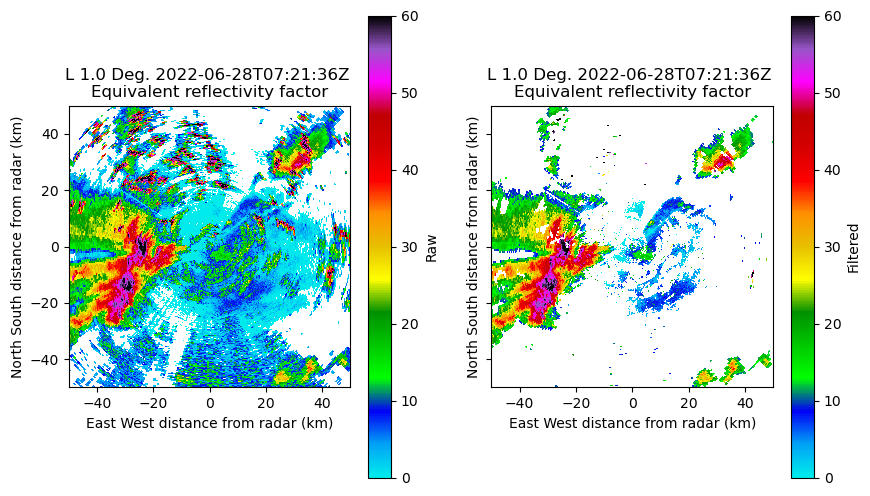 L 1.0 Deg. 2022-06-28T07:21:36Z
Equivalent reflectivity factor
North South distance from radar (km)
40
20
0
−20
−40
−40
−20
0
20
40
East West distance from radar (km)
60
50
40
30
20
10
0
Raw
L 1.0 Deg. 2022-06-28T07:21:36Z
Equivalent reflectivity factor
North South distance from radar (km)
−40
−20
0
20
40
East West distance from radar (km)
60
50
40
30
20
10
0
Filtered